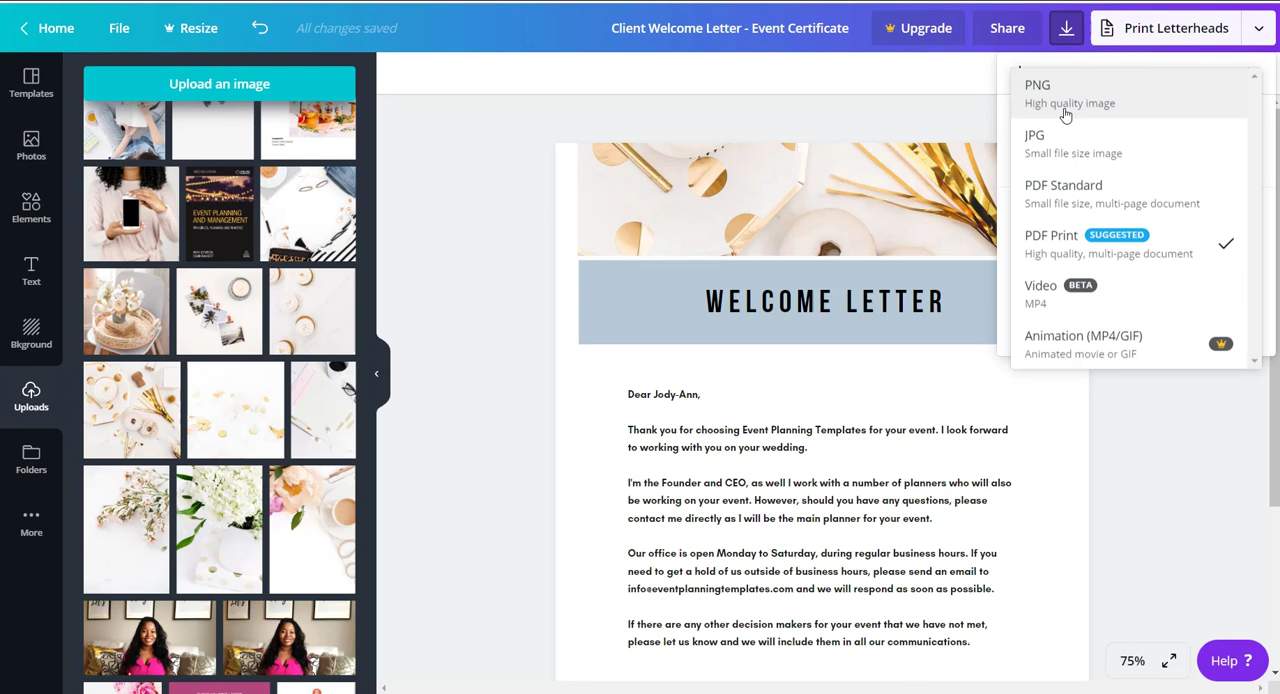 Home
File
Resize
All changes saved
Client Welcome Letter - Event Certificate
Upgrade
Share
Print Letterheads
Templates
Photos
Elements
Text
Bkground
Uploads
Folders
More
Upload an image
EVENT PLANNING
AND MANAGEMENT
PNG
High quality image
JPG
Small file size image
PDF Standard
Small file size, multi-page document
PDF Print SUGGESTED
High quality, multi-page document
Video BETA
MP4
Animation (MP4/GIF)
Animated movie or GIF
WELCOME LETTER
Dear Jody-Ann,
Thank you for choosing Event Planning Templates for your event. I look forward
to working with you on your wedding.
I'm the Founder and CEO, as well I work with a number of planners who will also
be working on your event. However, should you have any questions, please
contact me directly as I will be the main planner for your event.
Our office is open Monday to Saturday, during regular business hours. If you
need to get a hold of us outside of business hours, please send an email to
info@eventplanningtemplates.com and we will respond as soon as possible.
If there are any other decision makers for your event that we have not met,
please let us know and we will include them in all our communications.
75%
Help ?